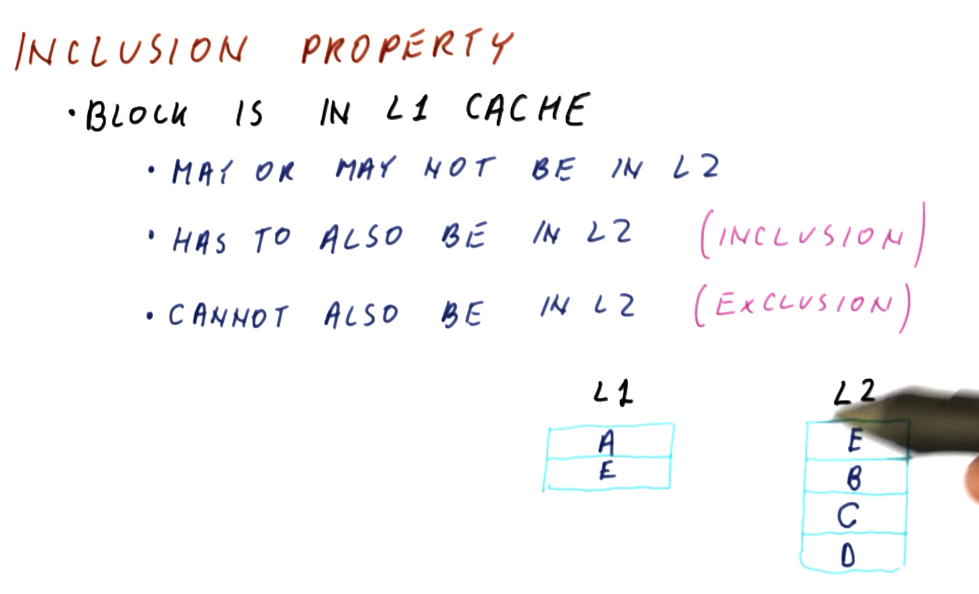 INCLUSION PROPERTY
• BLOCK IS IN L1 CACHE
• MAY OR MAY NOT BE IN L2
• HAS TO ALSO BE IN L2 (INCLUSION)
• CANNOT ALSO BE IN L2 (EXCLUSION)
L1 L2
A E
E B
C
D